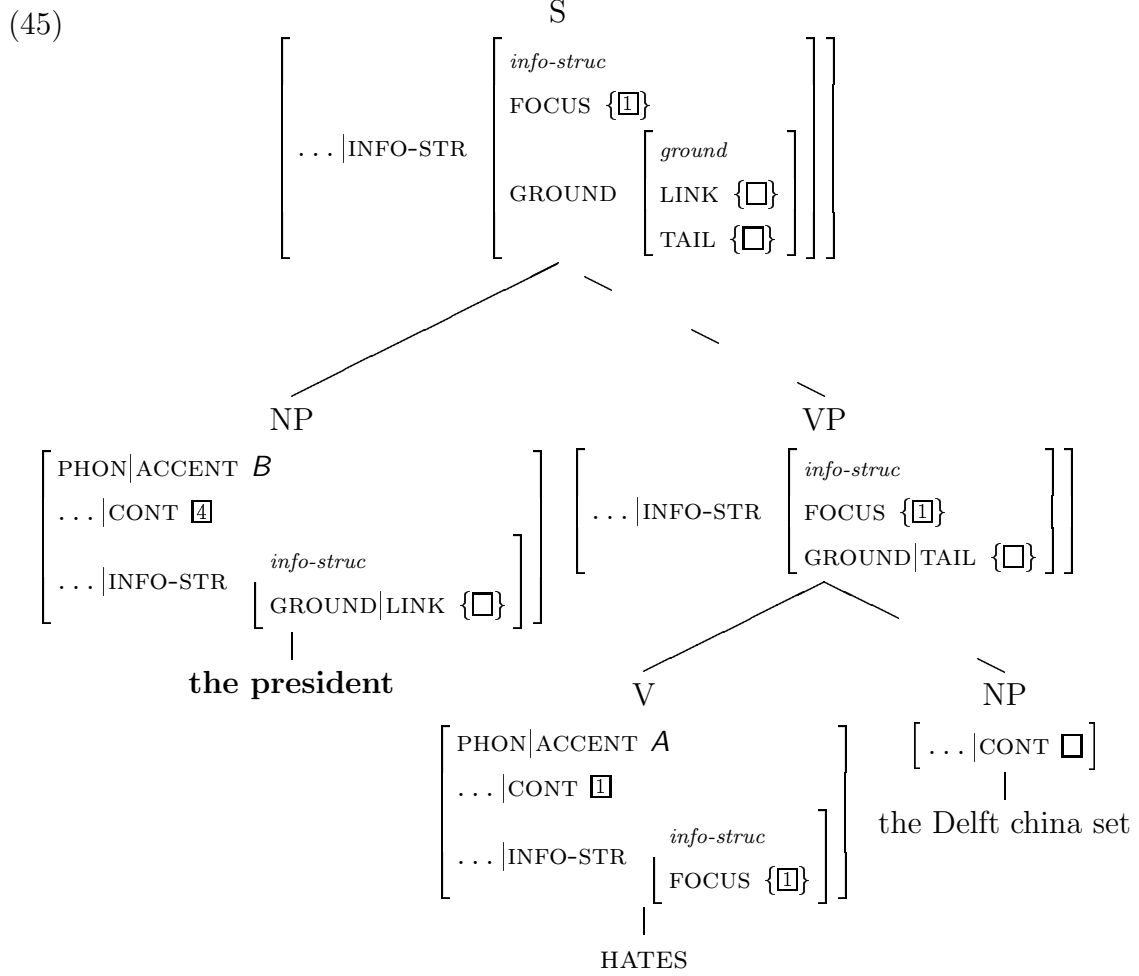 (45)
S
info-struc
FOCUS {1}
... |INFO-STR
ground
GROUND
LINK {□}
TAIL {□}
NP
VP
PHON|ACCENT B
... |CONT 4
info-struc
... |INFO-STR
GROUND|LINK {□}
info-struc
... |INFO-STR
FOCUS {1}
GROUND|TAIL {□}
the president
V
NP
PHON|ACCENT A
... |CONT 1
info-struc
... |INFO-STR
FOCUS {1}
... |CONT □
the Delft china set
HATES